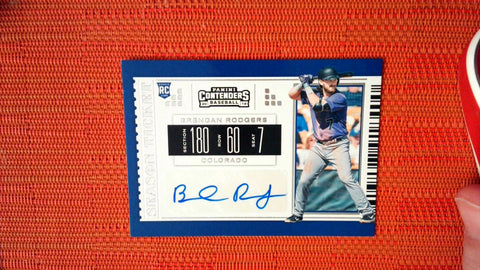 RC
PANINI
CONTENDERS
BASEBALL
SEASON TICKET
BRENDAN RODGERS
SECTION 180 ROW 60 SEAT 7
COLORADO